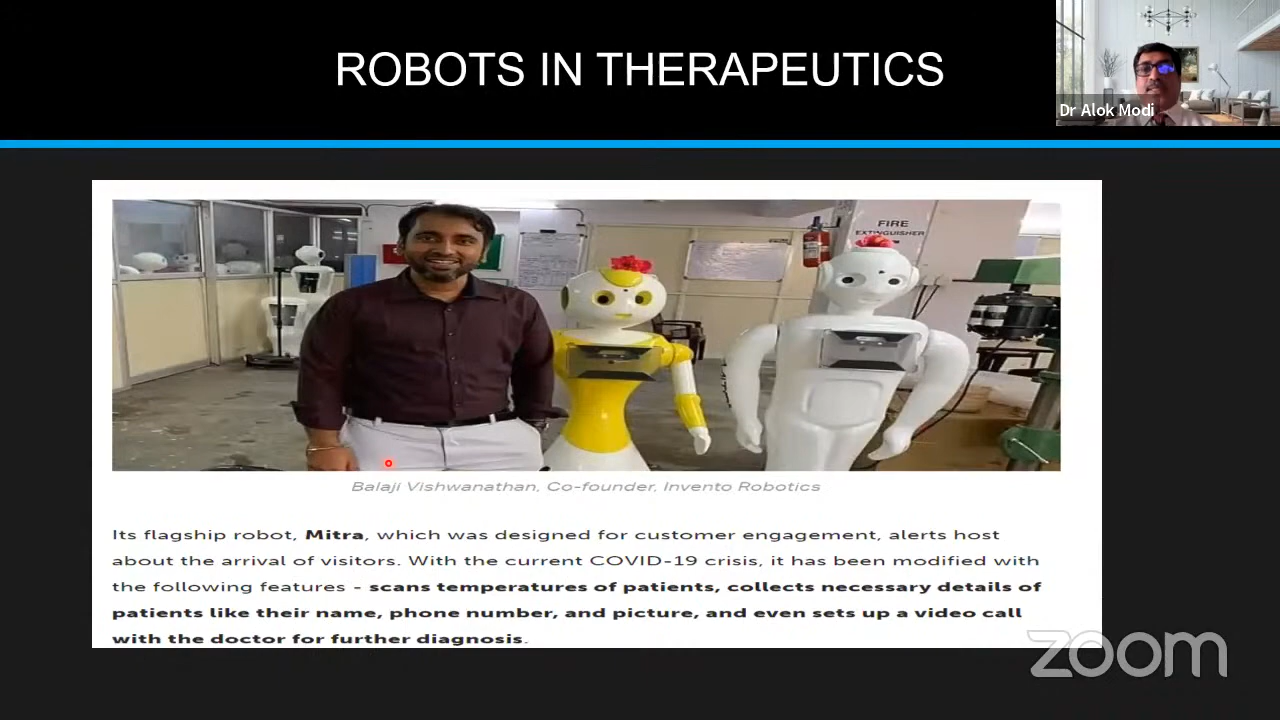 ROBOTS IN THERAPEUTICS
Dr Alok Modi
FIRE
EXTINGUISHER
Balaji Vishwanathan, Co-founder, Invento Robotics
Its flagship robot, Mitra, which was designed for customer engagement, alerts host
about the arrival of visitors. With the current COVID-19 crisis, it has been modified with
the following features - scans temperatures of patients, collects necessary details of
patients like their name, phone number, and picture, and even sets up a video call
with the doctor for further diagnosis.
zoom